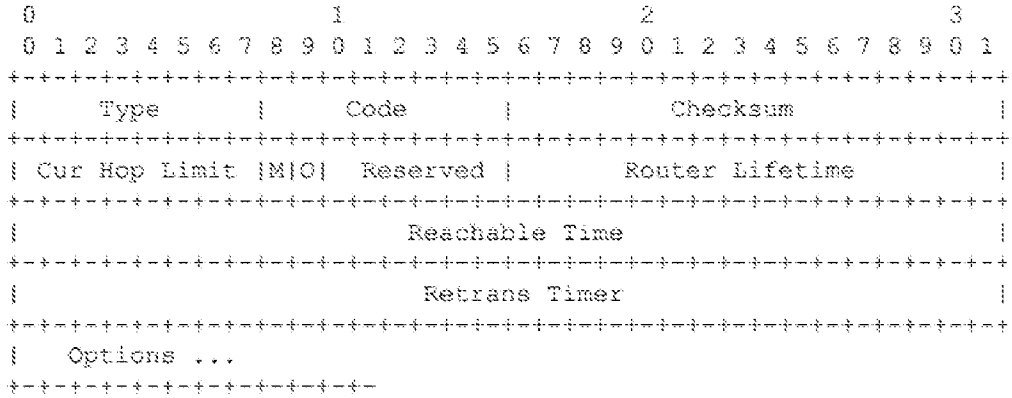 0                   1                   2                   3
 0 1 2 3 4 5 6 7 8 9 0 1 2 3 4 5 6 7 8 9 0 1 2 3 4 5 6 7 8 9 0 1
+-+-+-+-+-+-+-+-+-+-+-+-+-+-+-+-+-+-+-+-+-+-+-+-+-+-+-+-+-+-+-+-+
|     Type      |     Code      |          Checksum             |
+-+-+-+-+-+-+-+-+-+-+-+-+-+-+-+-+-+-+-+-+-+-+-+-+-+-+-+-+-+-+-+-+
| Cur Hop Limit |M|O|  Reserved |       Router Lifetime         |
+-+-+-+-+-+-+-+-+-+-+-+-+-+-+-+-+-+-+-+-+-+-+-+-+-+-+-+-+-+-+-+-+
|                         Reachable Time                        |
+-+-+-+-+-+-+-+-+-+-+-+-+-+-+-+-+-+-+-+-+-+-+-+-+-+-+-+-+-+-+-+-+
|                          Retrans Timer                        |
+-+-+-+-+-+-+-+-+-+-+-+-+-+-+-+-+-+-+-+-+-+-+-+-+-+-+-+-+-+-+-+-+
|   Options ...
+-+-+-+-+-+-+-+-+-+-+-+-